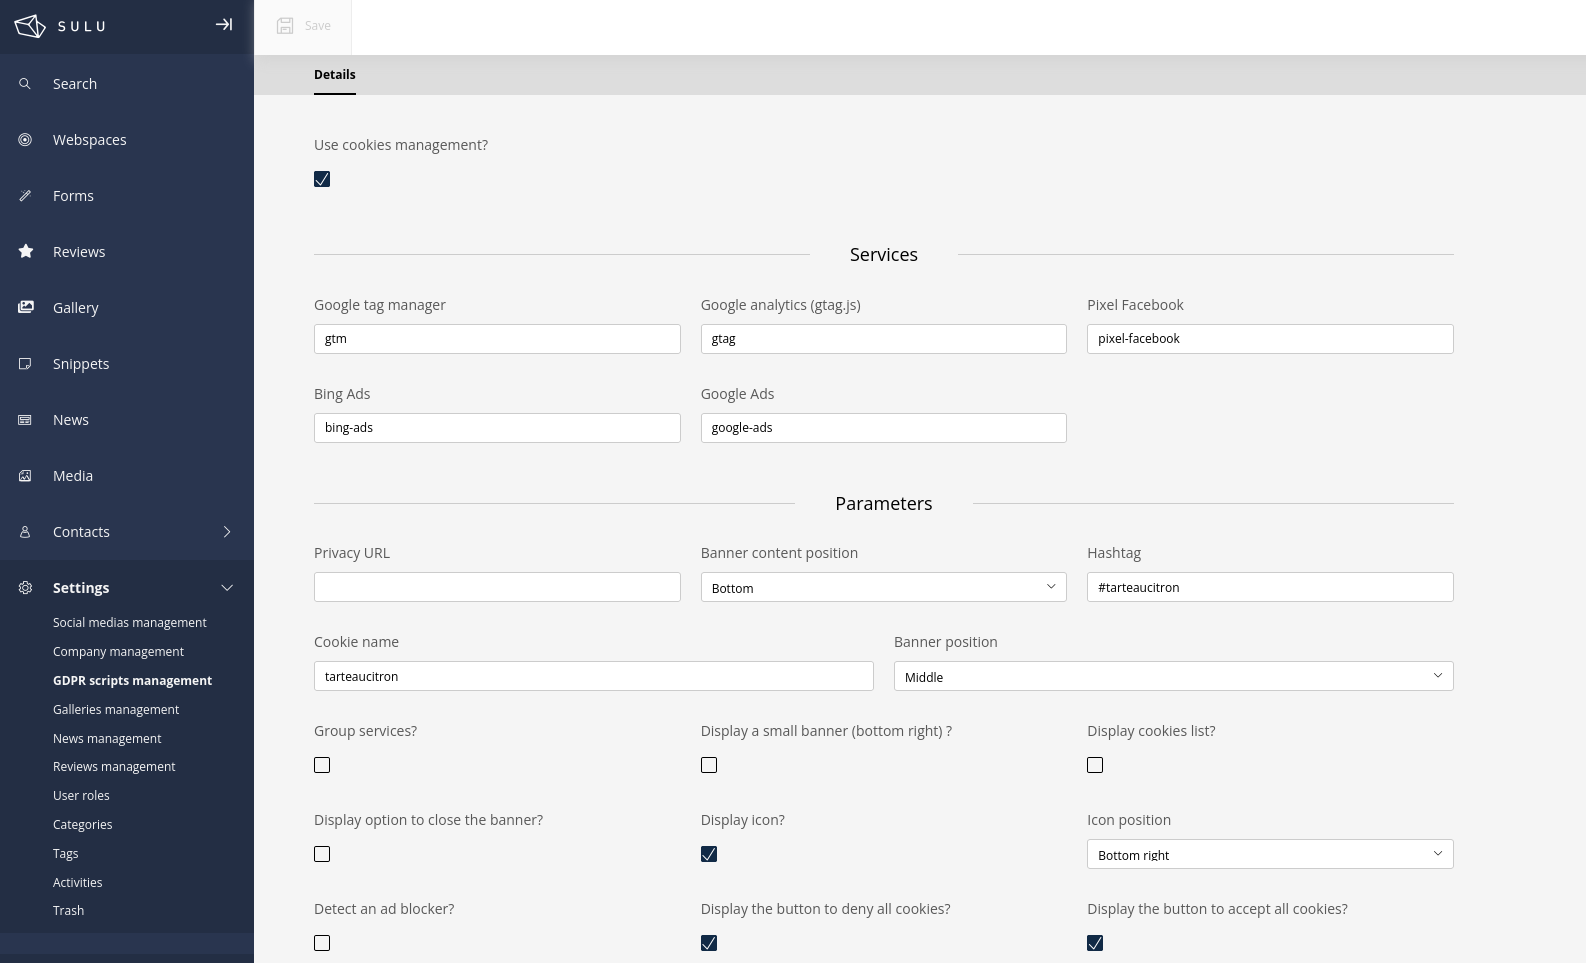 SULU
Save
Search
Webspaces
Forms
Reviews
Gallery
Snippets
News
Media
Contacts
Settings
Social medias management
Company management
GDPR scripts management
Galleries management
News management
Reviews management
User roles
Categories
Tags
Activities
Trash
Details
Use cookies management?
Services
Google tag manager Google analytics (gtag.js) Pixel Facebook
gtm gtag pixel-facebook
Bing Ads Google Ads
bing-ads google-ads
Parameters
Privacy URL Banner content position Hashtag
Bottom #tarteaucitron
Cookie name Banner position
tarteaucitron Middle
Group services? Display a small banner (bottom right) ? Display cookies list?
Display option to close the banner? Display icon? Icon position
Bottom right
Detect an ad blocker? Display the button to deny all cookies? Display the button to accept all cookies?